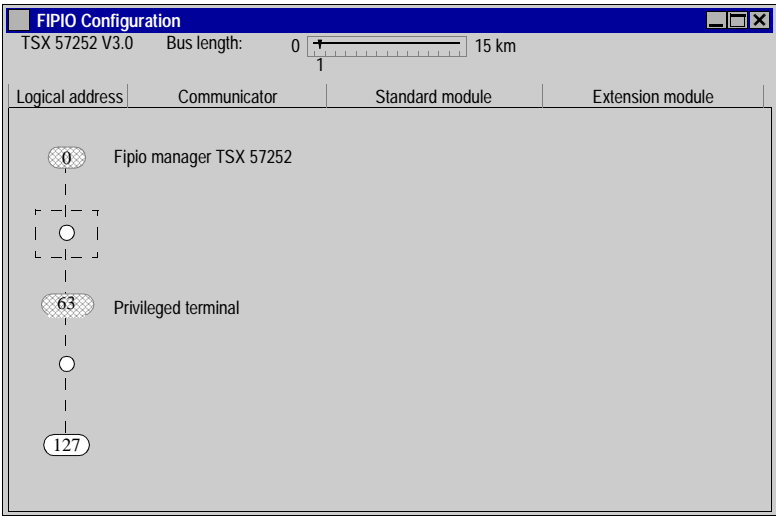 FIPIO Configuration
TSX 57252 V3.0 Bus length: 0 15 km
1
Logical address Communicator Standard module Extension module
0 Fipio manager TSX 57252
63 Privileged terminal
127